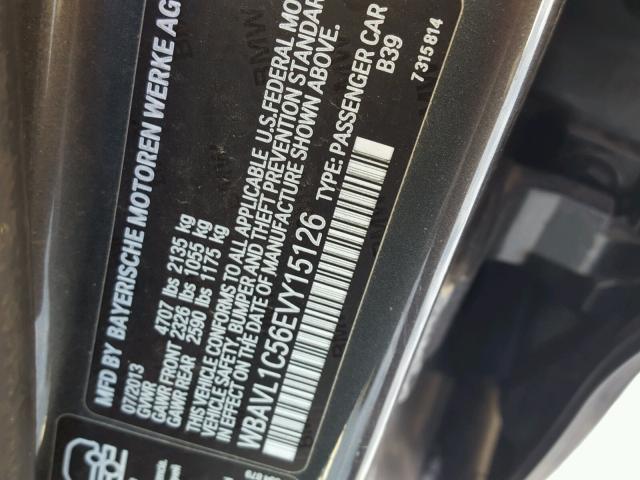 MFD BY BAYERISCHE MOTOREN WERKE AG
07/2013
GVWR 4707 lbs 2135 kg
GAWR FRONT 2326 lbs 1055 kg
GAWR REAR 2590 lbs 1175 kg
THIS VEHICLE CONFORMS TO ALL APPLICABLE U.S. FEDERAL MO
VEHICLE SAFETY, BUMPER AND THEFT PREVENTION STANDAR
IN EFFECT ON THE DATE OF MANUFACTURE SHOWN ABOVE.
WBAVL1C56EVY15126 TYPE: PASSENGER CAR
B39
7315814